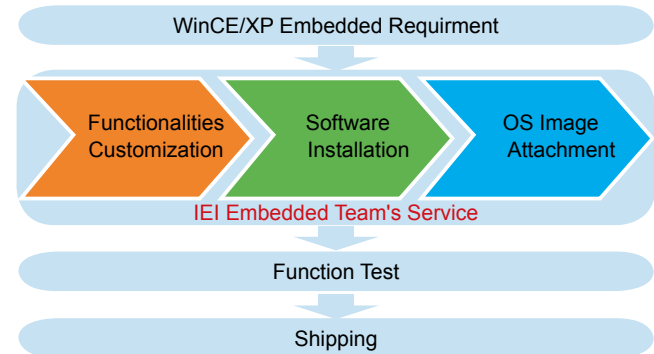 WinCE/XP Embedded Requirment
Functionalities
Customization
Software
Installation
OS Image
Attachment
IEI Embedded Team's Service
Function Test
Shipping